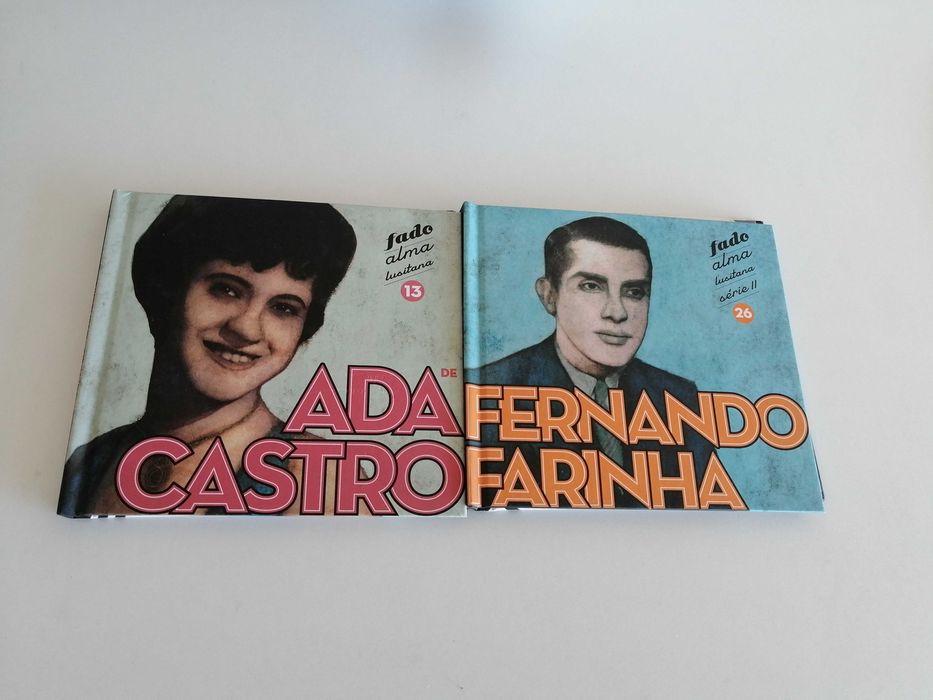 fado
alma
lusitana
13
ADA DE
CASTRO
fado
alma
lusitana
série II
26
FERNANDO
FARINHA